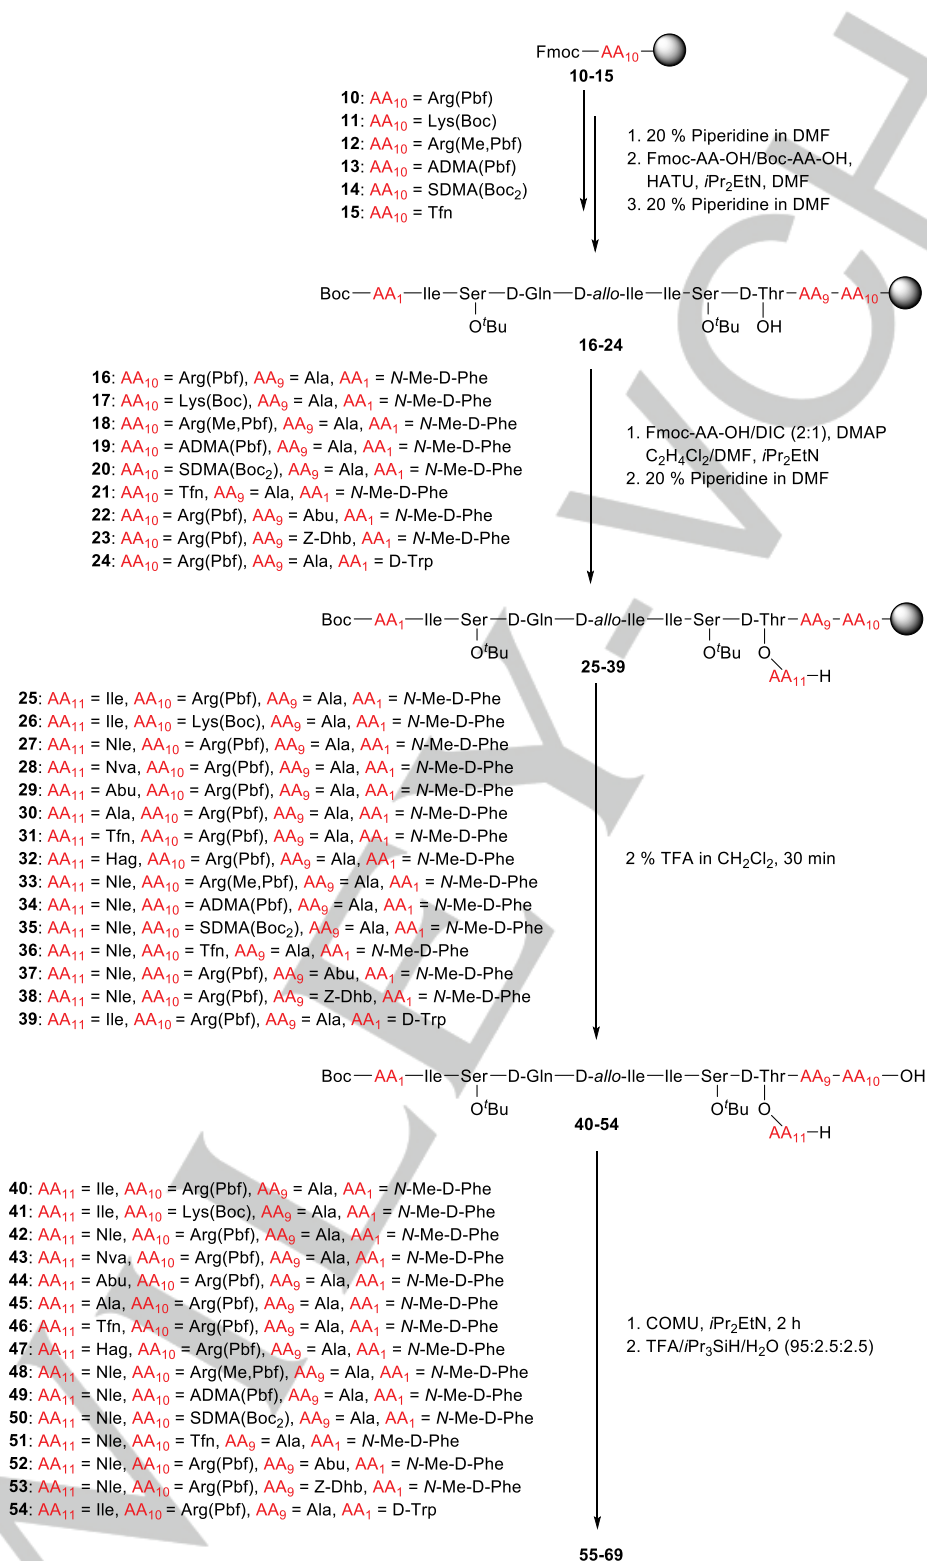 Fmoc—AA10
10-15
10: AA10 = Arg(Pbf)
11: AA10 = Lys(Boc)
12: AA10 = Arg(Me,Pbf)
13: AA10 = ADMA(Pbf)
14: AA10 = SDMA(Boc2)
15: AA10 = Tfn
1. 20 % Piperidine in DMF
2. Fmoc-AA-OH/Boc-AA-OH,
HATU, iPr2EtN, DMF
3. 20 % Piperidine in DMF
Boc—AA1—Ile—Ser—D-Gln—D-allo-Ile—Ile—Ser—D-Thr—AA9—AA10
OtBu OtBu OH
16-24
16: AA10 = Arg(Pbf), AA9 = Ala, AA1 = N-Me-D-Phe
17: AA10 = Lys(Boc), AA9 = Ala, AA1 = N-Me-D-Phe
18: AA10 = Arg(Me,Pbf), AA9 = Ala, AA1 = N-Me-D-Phe
19: AA10 = ADMA(Pbf), AA9 = Ala, AA1 = N-Me-D-Phe
20: AA10 = SDMA(Boc2), AA9 = Ala, AA1 = N-Me-D-Phe
21: AA10 = Tfn, AA9 = Ala, AA1 = N-Me-D-Phe
22: AA10 = Arg(Pbf), AA9 = Abu, AA1 = N-Me-D-Phe
23: AA10 = Arg(Pbf), AA9 = Z-Dhb, AA1 = N-Me-D-Phe
24: AA10 = Arg(Pbf), AA9 = Ala, AA1 = D-Trp
1. Fmoc-AA-OH/DIC (2:1), DMAP
C2H4Cl2/DMF, iPr2EtN
2. 20 % Piperidine in DMF
Boc—AA1—Ile—Ser—D-Gln—D-allo-Ile—Ile—Ser—D-Thr—AA9—AA10
OtBu OtBu O
25-39
AA11—H
25: AA11 = Ile, AA10 = Arg(Pbf), AA9 = Ala, AA1 = N-Me-D-Phe
26: AA11 = Ile, AA10 = Lys(Boc), AA9 = Ala, AA1 = N-Me-D-Phe
27: AA11 = Nle, AA10 = Arg(Pbf), AA9 = Ala, AA1 = N-Me-D-Phe
28: AA11 = Nva, AA10 = Arg(Pbf), AA9 = Ala, AA1 = N-Me-D-Phe
29: AA11 = Abu, AA10 = Arg(Pbf), AA9 = Ala, AA1 = N-Me-D-Phe
30: AA11 = Ala, AA10 = Arg(Pbf), AA9 = Ala, AA1 = N-Me-D-Phe
31: AA11 = Tfn, AA10 = Arg(Pbf), AA9 = Ala, AA1 = N-Me-D-Phe
32: AA11 = Hag, AA10 = Arg(Pbf), AA9 = Ala, AA1 = N-Me-D-Phe
33: AA11 = Nle, AA10 = Arg(Me,Pbf), AA9 = Ala, AA1 = N-Me-D-Phe
34: AA11 = Nle, AA10 = ADMA(Pbf), AA9 = Ala, AA1 = N-Me-D-Phe
35: AA11 = Nle, AA10 = SDMA(Boc2), AA9 = Ala, AA1 = N-Me-D-Phe
36: AA11 = Nle, AA10 = Tfn, AA9 = Ala, AA1 = N-Me-D-Phe
37: AA11 = Nle, AA10 = Arg(Pbf), AA9 = Abu, AA1 = N-Me-D-Phe
38: AA11 = Nle, AA10 = Arg(Pbf), AA9 = Z-Dhb, AA1 = N-Me-D-Phe
39: AA11 = Ile, AA10 = Arg(Pbf), AA9 = Ala, AA1 = D-Trp
2 % TFA in CH2Cl2, 30 min
Boc—AA1—Ile—Ser—D-Gln—D-allo-Ile—Ile—Ser—D-Thr—AA9—AA10—OH
OtBu OtBu O
40-54
AA11—H
40: AA11 = Ile, AA10 = Arg(Pbf), AA9 = Ala, AA1 = N-Me-D-Phe
41: AA11 = Ile, AA10 = Lys(Boc), AA9 = Ala, AA1 = N-Me-D-Phe
42: AA11 = Nle, AA10 = Arg(Pbf), AA9 = Ala, AA1 = N-Me-D-Phe
43: AA11 = Nva, AA10 = Arg(Pbf), AA9 = Ala, AA1 = N-Me-D-Phe
44: AA11 = Abu, AA10 = Arg(Pbf), AA9 = Ala, AA1 = N-Me-D-Phe
45: AA11 = Ala, AA10 = Arg(Pbf), AA9 = Ala, AA1 = N-Me-D-Phe
46: AA11 = Tfn, AA10 = Arg(Pbf), AA9 = Ala, AA1 = N-Me-D-Phe
47: AA11 = Hag, AA10 = Arg(Pbf), AA9 = Ala, AA1 = N-Me-D-Phe
48: AA11 = Nle, AA10 = Arg(Me,Pbf), AA9 = Ala, AA1 = N-Me-D-Phe
49: AA11 = Nle, AA10 = ADMA(Pbf), AA9 = Ala, AA1 = N-Me-D-Phe
50: AA11 = Nle, AA10 = SDMA(Boc2), AA9 = Ala, AA1 = N-Me-D-Phe
51: AA11 = Nle, AA10 = Tfn, AA9 = Ala, AA1 = N-Me-D-Phe
52: AA11 = Nle, AA10 = Arg(Pbf), AA9 = Abu, AA1 = N-Me-D-Phe
53: AA11 = Nle, AA10 = Arg(Pbf), AA9 = Z-Dhb, AA1 = N-Me-D-Phe
54: AA11 = Ile, AA10 = Arg(Pbf), AA9 = Ala, AA1 = D-Trp
1. COMU, iPr2EtN, 2 h
2. TFA/iPr3SiH/H2O (95:2.5:2.5)
55-69
WILEY-VCH